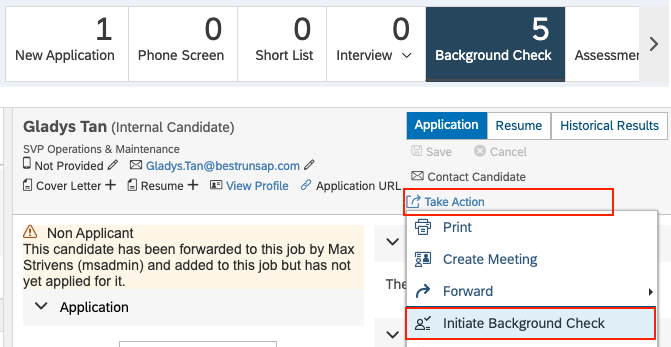 1 0 0 0 5
New Application Phone Screen Short List Interview Background Check Assessmer
Gladys Tan (Internal Candidate)
SVP Operations & Maintenance
Not Provided Gladys.Tan@bestrunsap.com
Cover Letter + Resume + View Profile Application URL
Application Resume Historical Results
Save Cancel
Contact Candidate
Take Action
Print
Create Meeting
Forward
Initiate Background Check
Non Applicant
This candidate has been forwarded to this job by Max
Strivens (msadmin) and added to this job but has not
yet applied for it.
Application
The